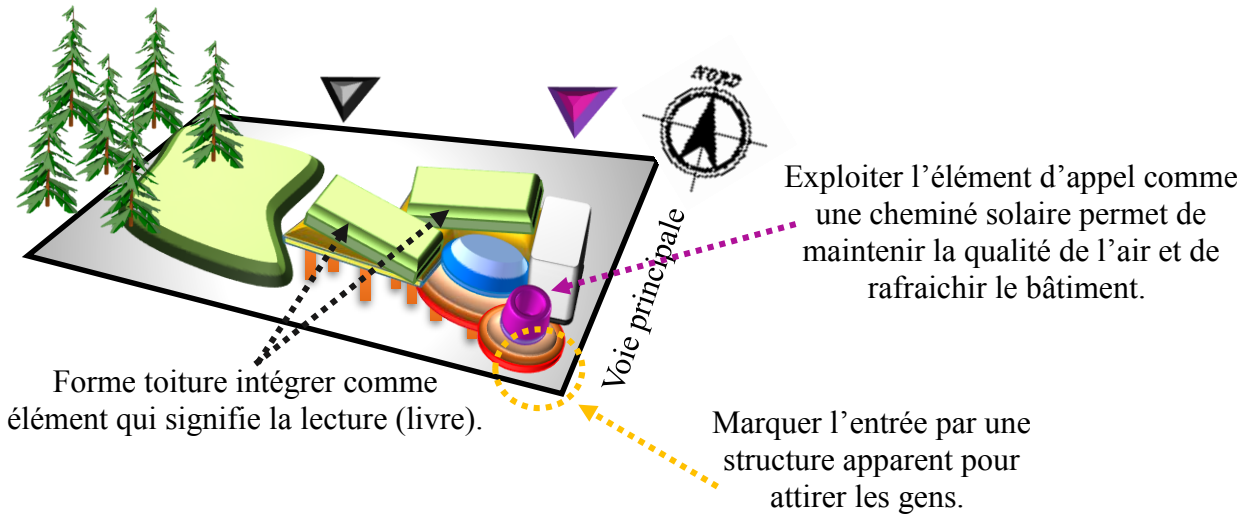 NORD
Exploiter l’élément d’appel comme
une cheminé solaire permet de
maintenir la qualité de l’air et de
rafraichir le bâtiment.
Voie principale
Forme toiture intégrer comme
élément qui signifie la lecture (livre).
Marquer l’entrée par une
structure apparent pour
attirer les gens.